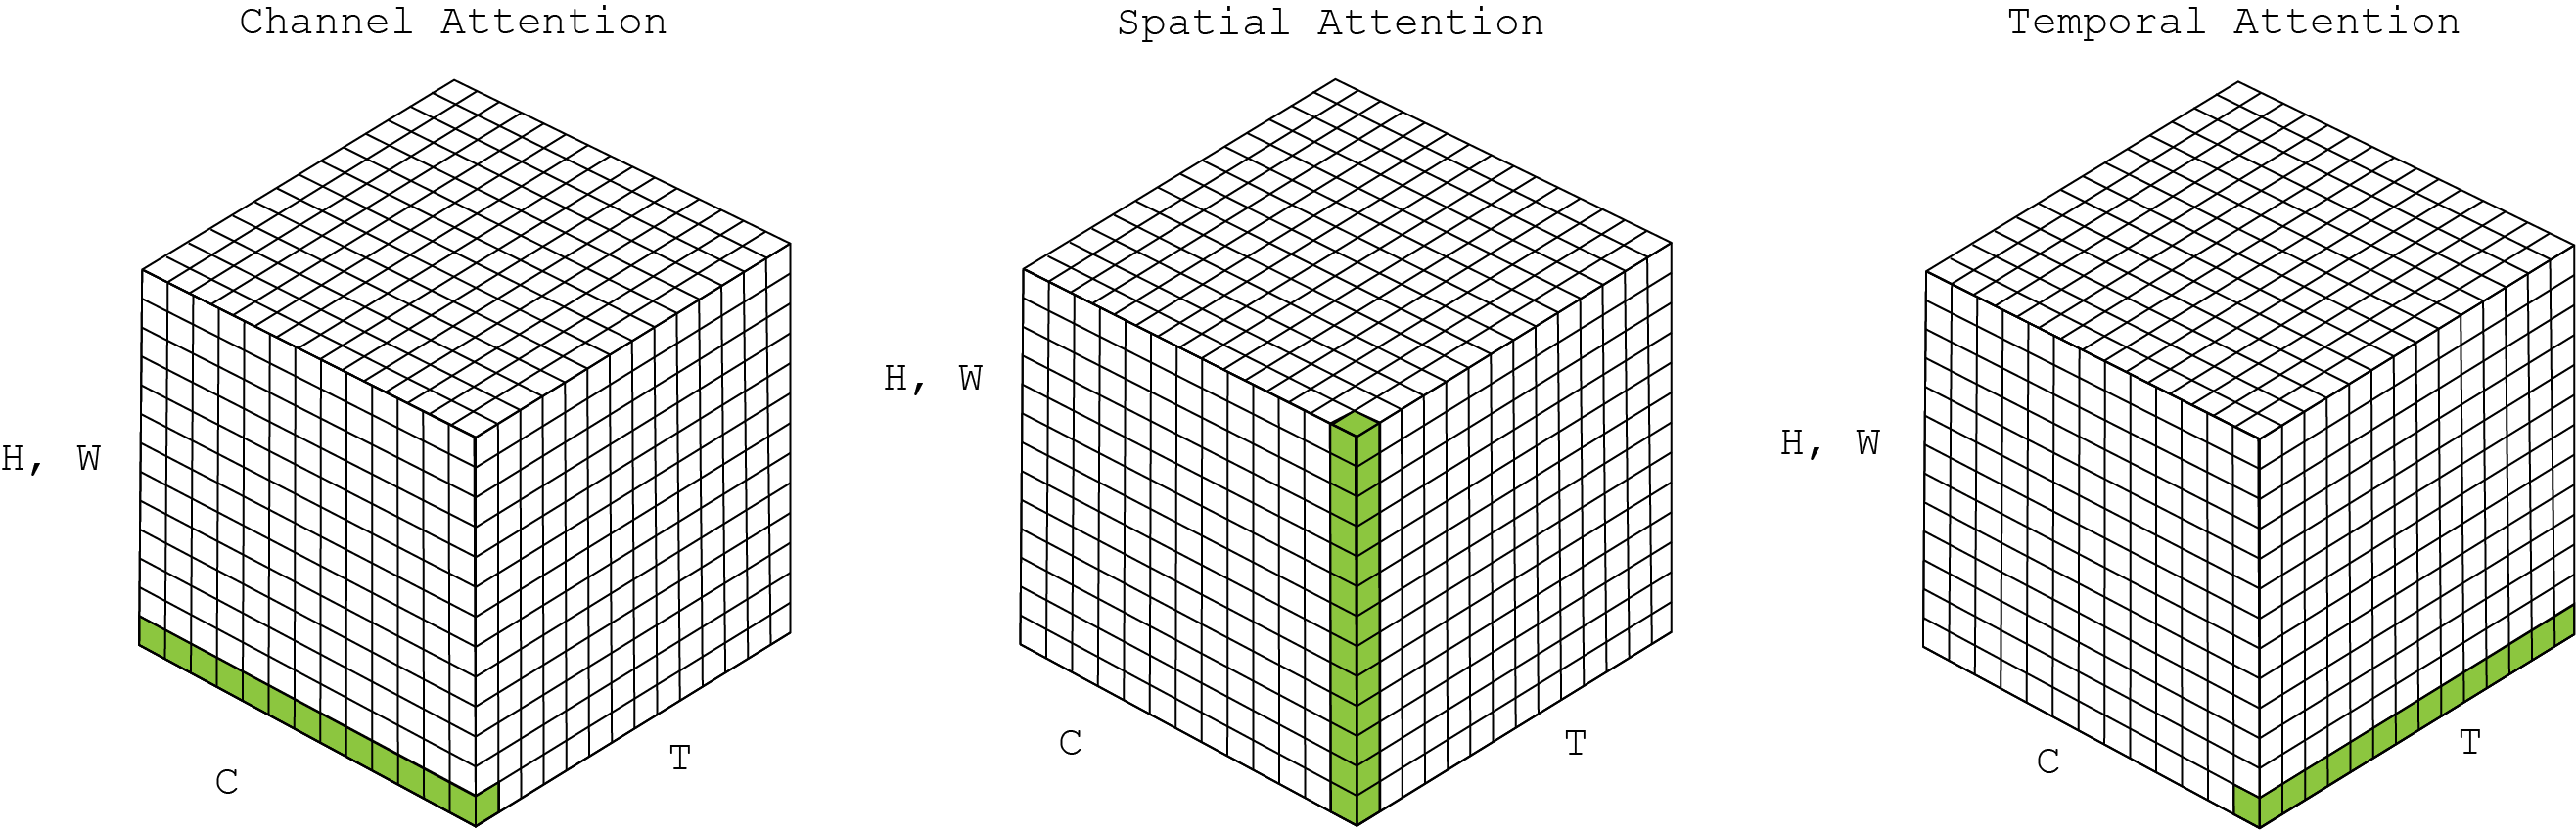 Channel Attention
Spatial Attention
Temporal Attention
H, W
C
T
H, W
C
T
H, W
C
T